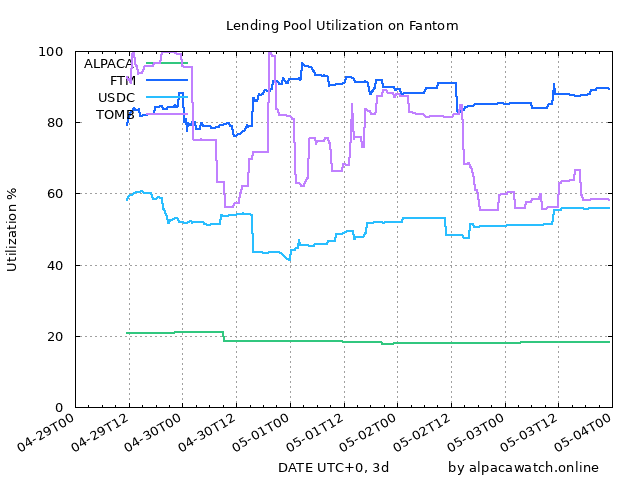 Lending Pool Utilization on Fantom
Utilization %
100
80
60
40
20
0
ALPACA
FTM
USDC
TOMB
04-29T00
04-29T12
04-30T00
04-30T12
05-01T00
05-01T12
05-02T00
05-02T12
05-03T00
05-03T12
05-04T00
DATE UTC+0, 3d
by alpacawatch.online